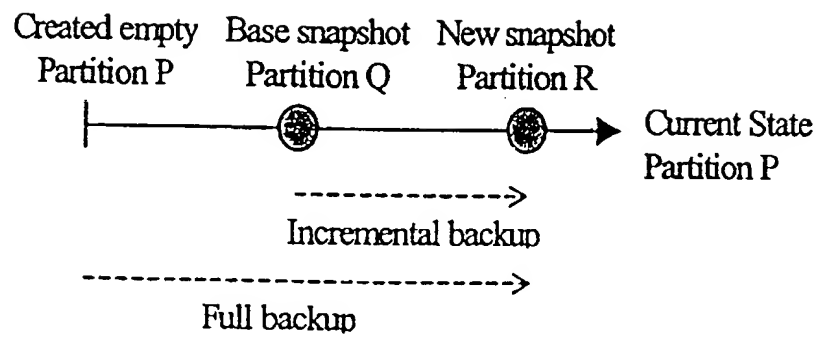 Created empty
Partition P
Base snapshot
Partition Q
New snapshot
Partition R
Current State
Partition P
Incremental backup
Full backup